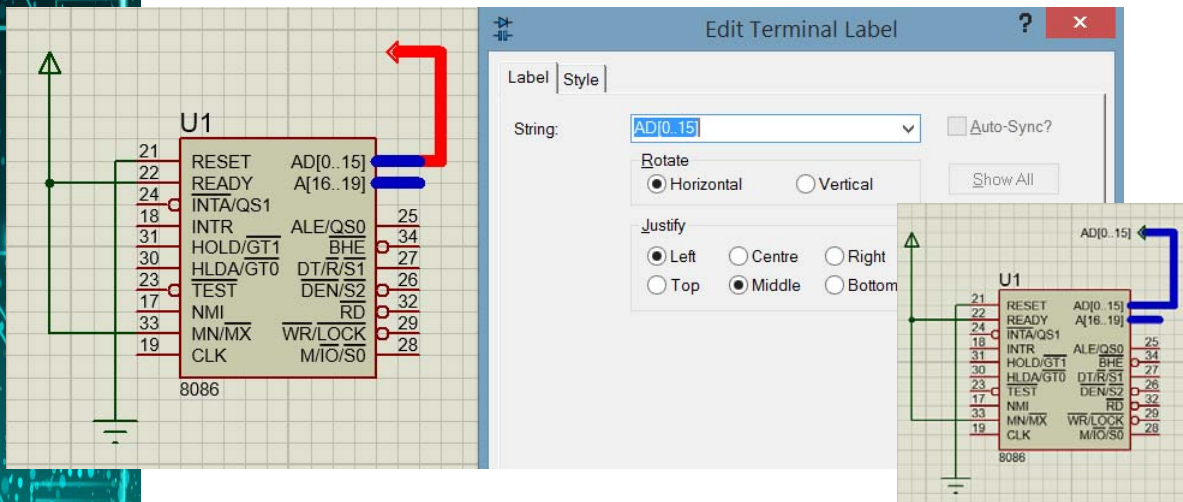 U1
21 RESET AD[0..15]
22 READY A[16..19]
24 INTA/QS1
18 INTR ALE/QS0 25
31 HOLD/GT1 BHE 34
30 HLDA/GT0 DT/R/S1 27
23 TEST DEN/S2 26
17 NMI RD 32
33 MN/MX WR/LOCK 29
19 CLK M/IO/S0 28
8086
Edit Terminal Label ? ×
Label Style
String: AD[0..15] Auto-Sync?
Rotate
Horizontal Vertical Show All
Justify
Left Centre Right
Top Middle Bottom
AD[0..15]
U1
21 RESET AD[0..15]
22 READY A[16..19]
24 INTA/QS1
18 INTR ALE/QS0 25
31 HOLD/GT1 BHE 34
30 HLDA/GT0 DT/R/S1 27
23 TEST DEN/S2 26
17 NMI RD 32
33 MN/MX WR/LOCK 29
19 CLK M/IO/S0 28
8086